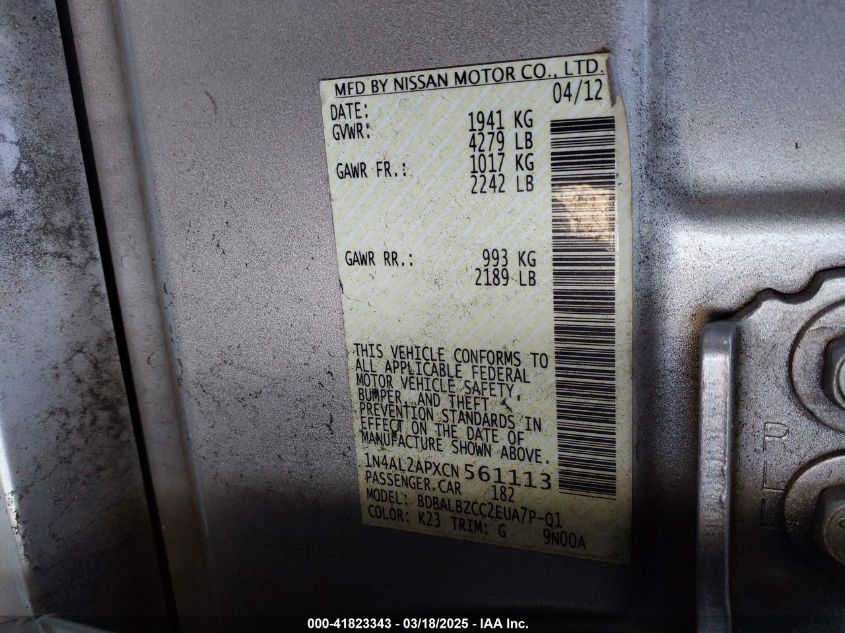 MFD BY NISSAN MOTOR CO., LTD.
DATE: 04/12
GVWR: 1941 KG
4279 LB
GAWR FR.: 1017 KG
2242 LB
GAWR RR.: 993 KG
2189 LB
THIS VEHICLE CONFORMS TO
ALL APPLICABLE FEDERAL
MOTOR VEHICLE SAFETY,
BUMPER, AND THEFT
PREVENTION STANDARDS IN
EFFECT ON THE DATE OF
MANUFACTURE SHOWN ABOVE.
1N4AL2APXCN561113
PASSENGER.CAR 182
MODEL: BDBALBZCC2EUA7P-Q1
COLOR: K23 TRIM: G 9N00A
000-41823343 - 03/18/2025 - IAA Inc.